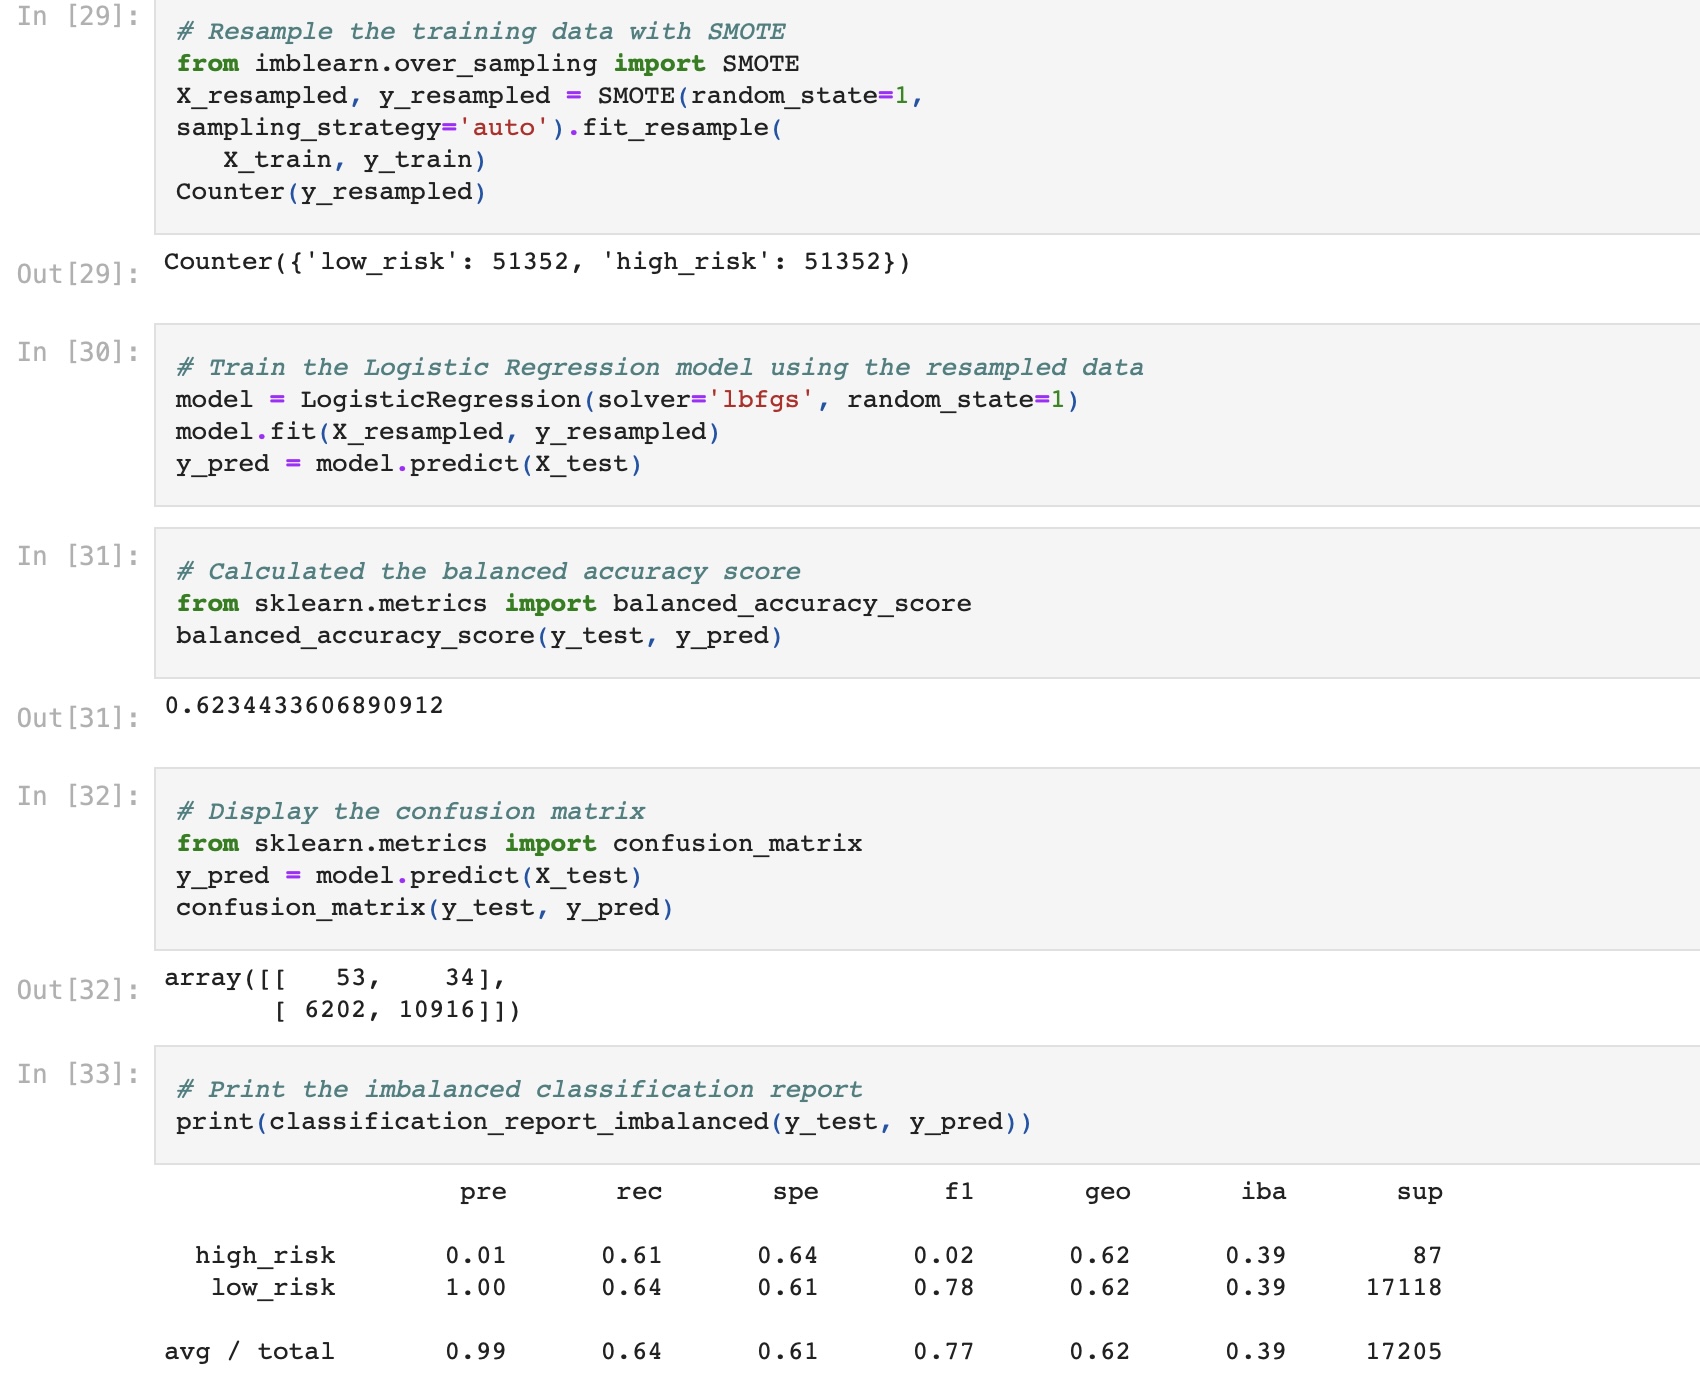 In [29]:
# Resample the training data with SMOTE
from imblearn.over_sampling import SMOTE
X_resampled, y_resampled = SMOTE(random_state=1,
sampling_strategy='auto').fit_resample(
   X_train, y_train)
Counter(y_resampled)
Out[29]:
Counter({'low_risk': 51352, 'high_risk': 51352})
In [30]:
# Train the Logistic Regression model using the resampled data
model = LogisticRegression(solver='lbfgs', random_state=1)
model.fit(X_resampled, y_resampled)
y_pred = model.predict(X_test)
In [31]:
# Calculated the balanced accuracy score
from sklearn.metrics import balanced_accuracy_score
balanced_accuracy_score(y_test, y_pred)
Out[31]:
0.6234433606890912
In [32]:
# Display the confusion matrix
from sklearn.metrics import confusion_matrix
y_pred = model.predict(X_test)
confusion_matrix(y_test, y_pred)
Out[32]:
array([[   53,    34],
       [ 6202, 10916]])
In [33]:
# Print the imbalanced classification report
print(classification_report_imbalanced(y_test, y_pred))
                   pre       rec       spe        f1       geo       iba       sup
  high_risk       0.01      0.61      0.64      0.02      0.62      0.39        87
   low_risk       1.00      0.64      0.61      0.78      0.62      0.39     17118
avg / total       0.99      0.64      0.61      0.77      0.62      0.39     17205